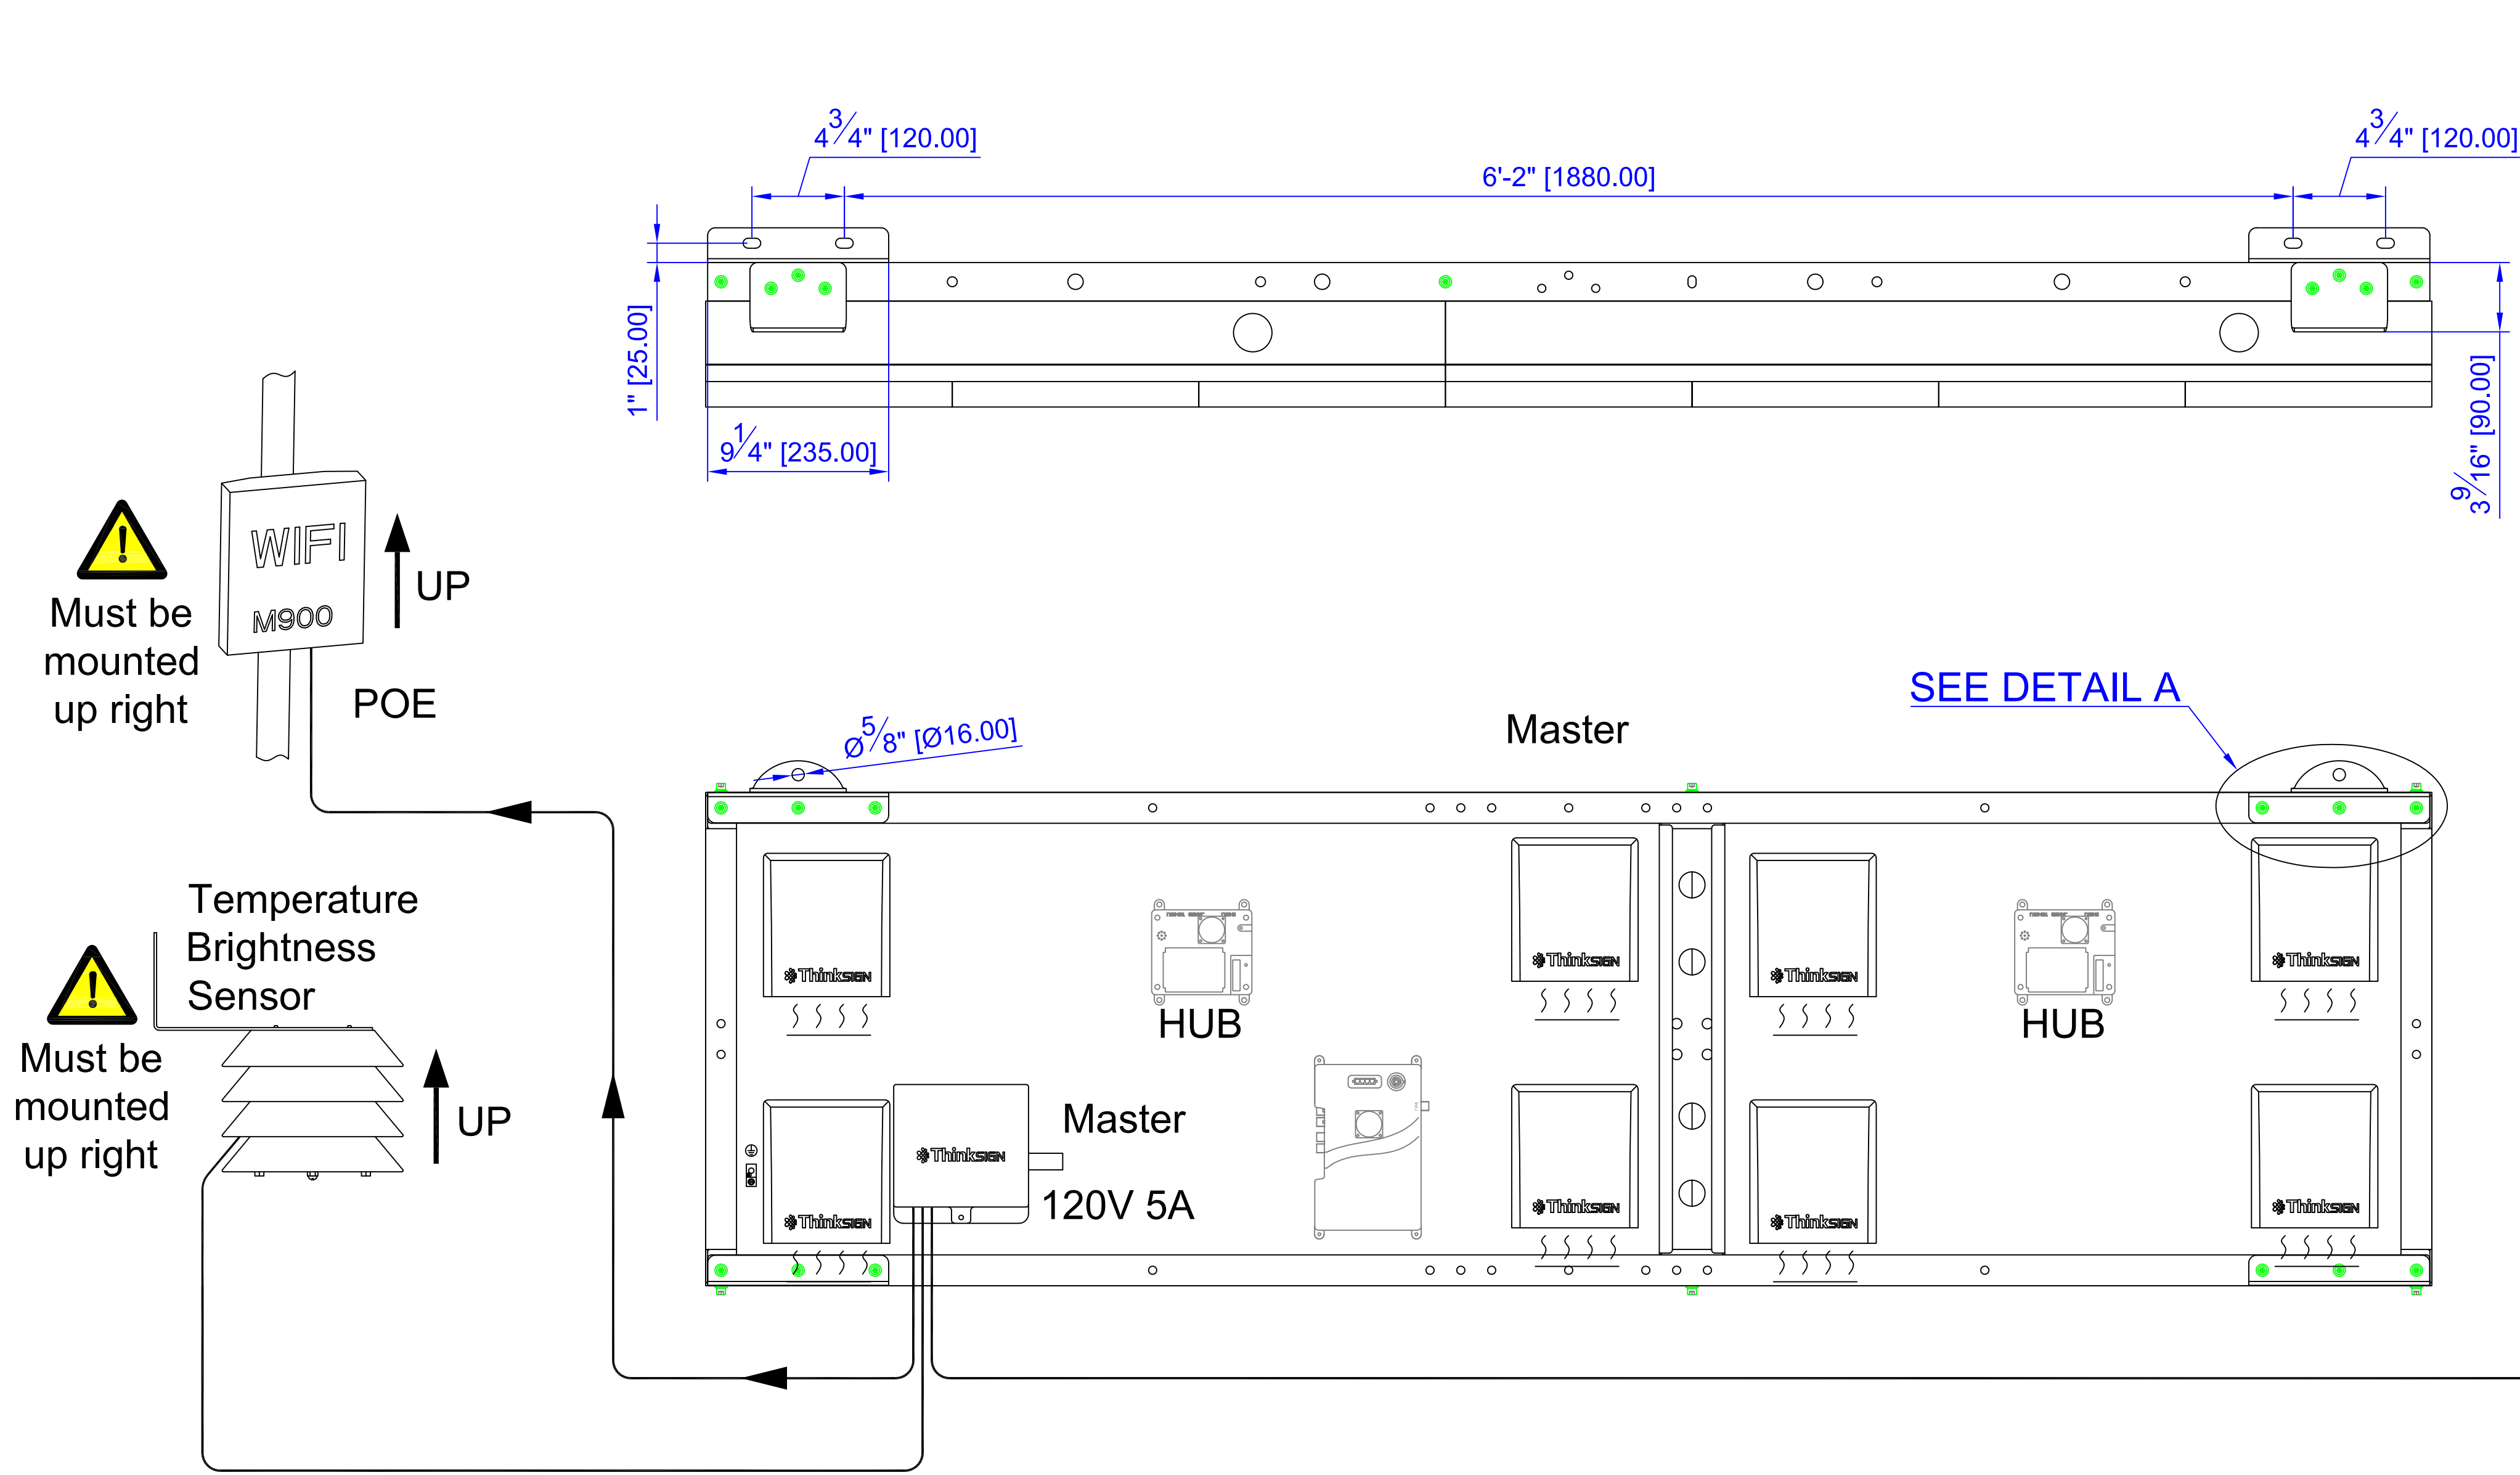 4 3/4" [120.00]
4 3/4" [120.00]
6'-2" [1880.00]
1" [25.00]
9 1/4" [235.00]
3 9/16" [90.00]
WIFI
M900
UP
Must be
mounted
up right
POE
SEE DETAIL A
Master
Ø5/8" [Ø16.00]
Temperature
Brightness
Sensor
Must be
mounted
up right
UP
ThinkSIGN
ThinkSIGN
ThinkSIGN
ThinkSIGN
HUB
HUB
Master
ThinkSIGN
120V 5A
ThinkSIGN
ThinkSIGN
ThinkSIGN
ThinkSIGN